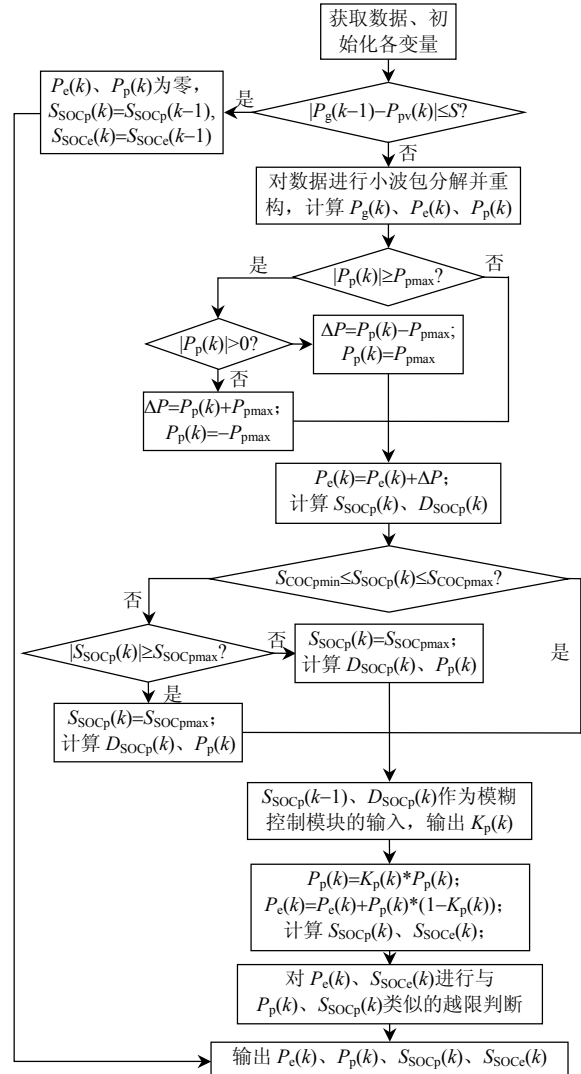 获取数据、初
始化各变量
Pe(k)、Pp(k)为零，
SSOCp(k)=SSOCp(k−1),
SSOCe(k)=SSOCe(k−1)
是
|Pg(k−1)−Ppv(k)|≤S?
否
对数据进行小波包分解并重
构，计算 Pg(k)、Pe(k)、Pp(k)
是
|Pp(k)|≥Ppmax?
否
|Pp(k)|>0?
ΔP=Pp(k)−Ppmax;
Pp(k)=Ppmax
否
ΔP=Pp(k)+Ppmax；
Pp(k)=−Ppmax
Pe(k)=Pe(k)+ΔP；
计算 SSOCp(k)、DSOCp(k)
SCOCpmin≤SSOCp(k)≤SCOCpmax?
否
|SSOCp(k)|≥SSOCpmax?
否
SSOCp(k)=SSOCpmax；
计算 DSOCp(k)、Pp(k)
是
是
SSOCp(k)=SSOCpmax；
计算 DSOCp(k)、Pp(k)
SSOCp(k−1)、DSOCp(k)作为模糊
控制模块的输入，输出 Kp(k)
Pp(k)=Kp(k)*Pp(k)；
Pe(k)=Pe(k)+Pp(k)*(1−Kp(k))；
计算 SSOCp(k)、SSOCe(k)；
对 Pe(k)、SSOCe(k)进行与
Pp(k)、SSOCp(k)类似的越限判断
输出 Pe(k)、Pp(k)、SSOCp(k)、SSOCe(k)